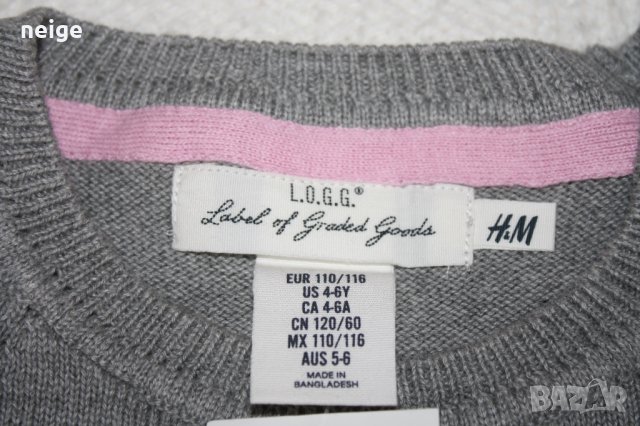 neige
L.O.G.G.®
Label of Graded Goods
H&M
EUR 110/116
US 4-6Y
CA 4-6A
CN 120/60
MX 110/116
AUS 5-6
MADE IN
BANGLADESH
BAZAR